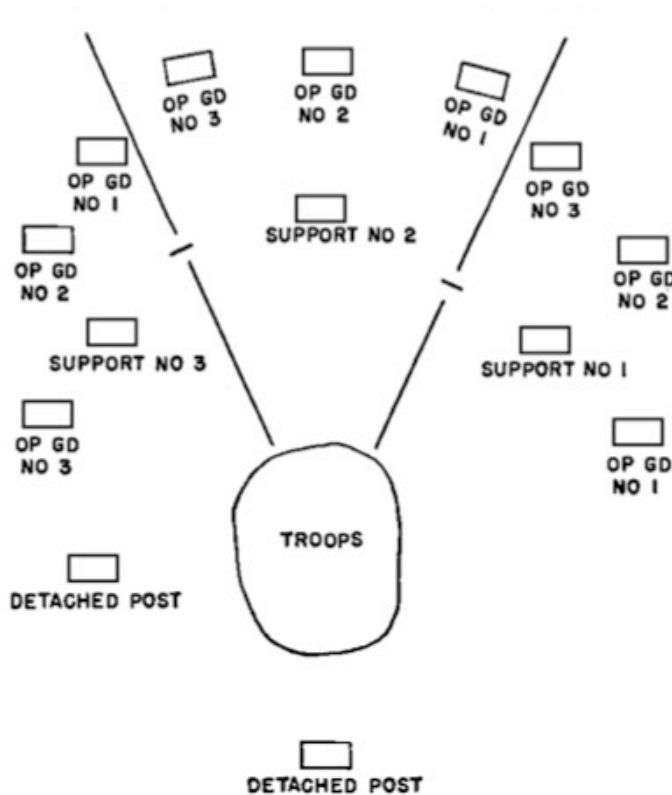 OP GD
NO 3
OP GD
NO 2
OP GD
NO 1
OP GD
NO 1
OP GD
NO 3
SUPPORT NO 2
OP GD
NO 2
OP GD
NO 2
SUPPORT NO 3
SUPPORT NO 1
OP GD
NO 3
OP GD
NO 1
TROOPS
DETACHED POST
DETACHED POST